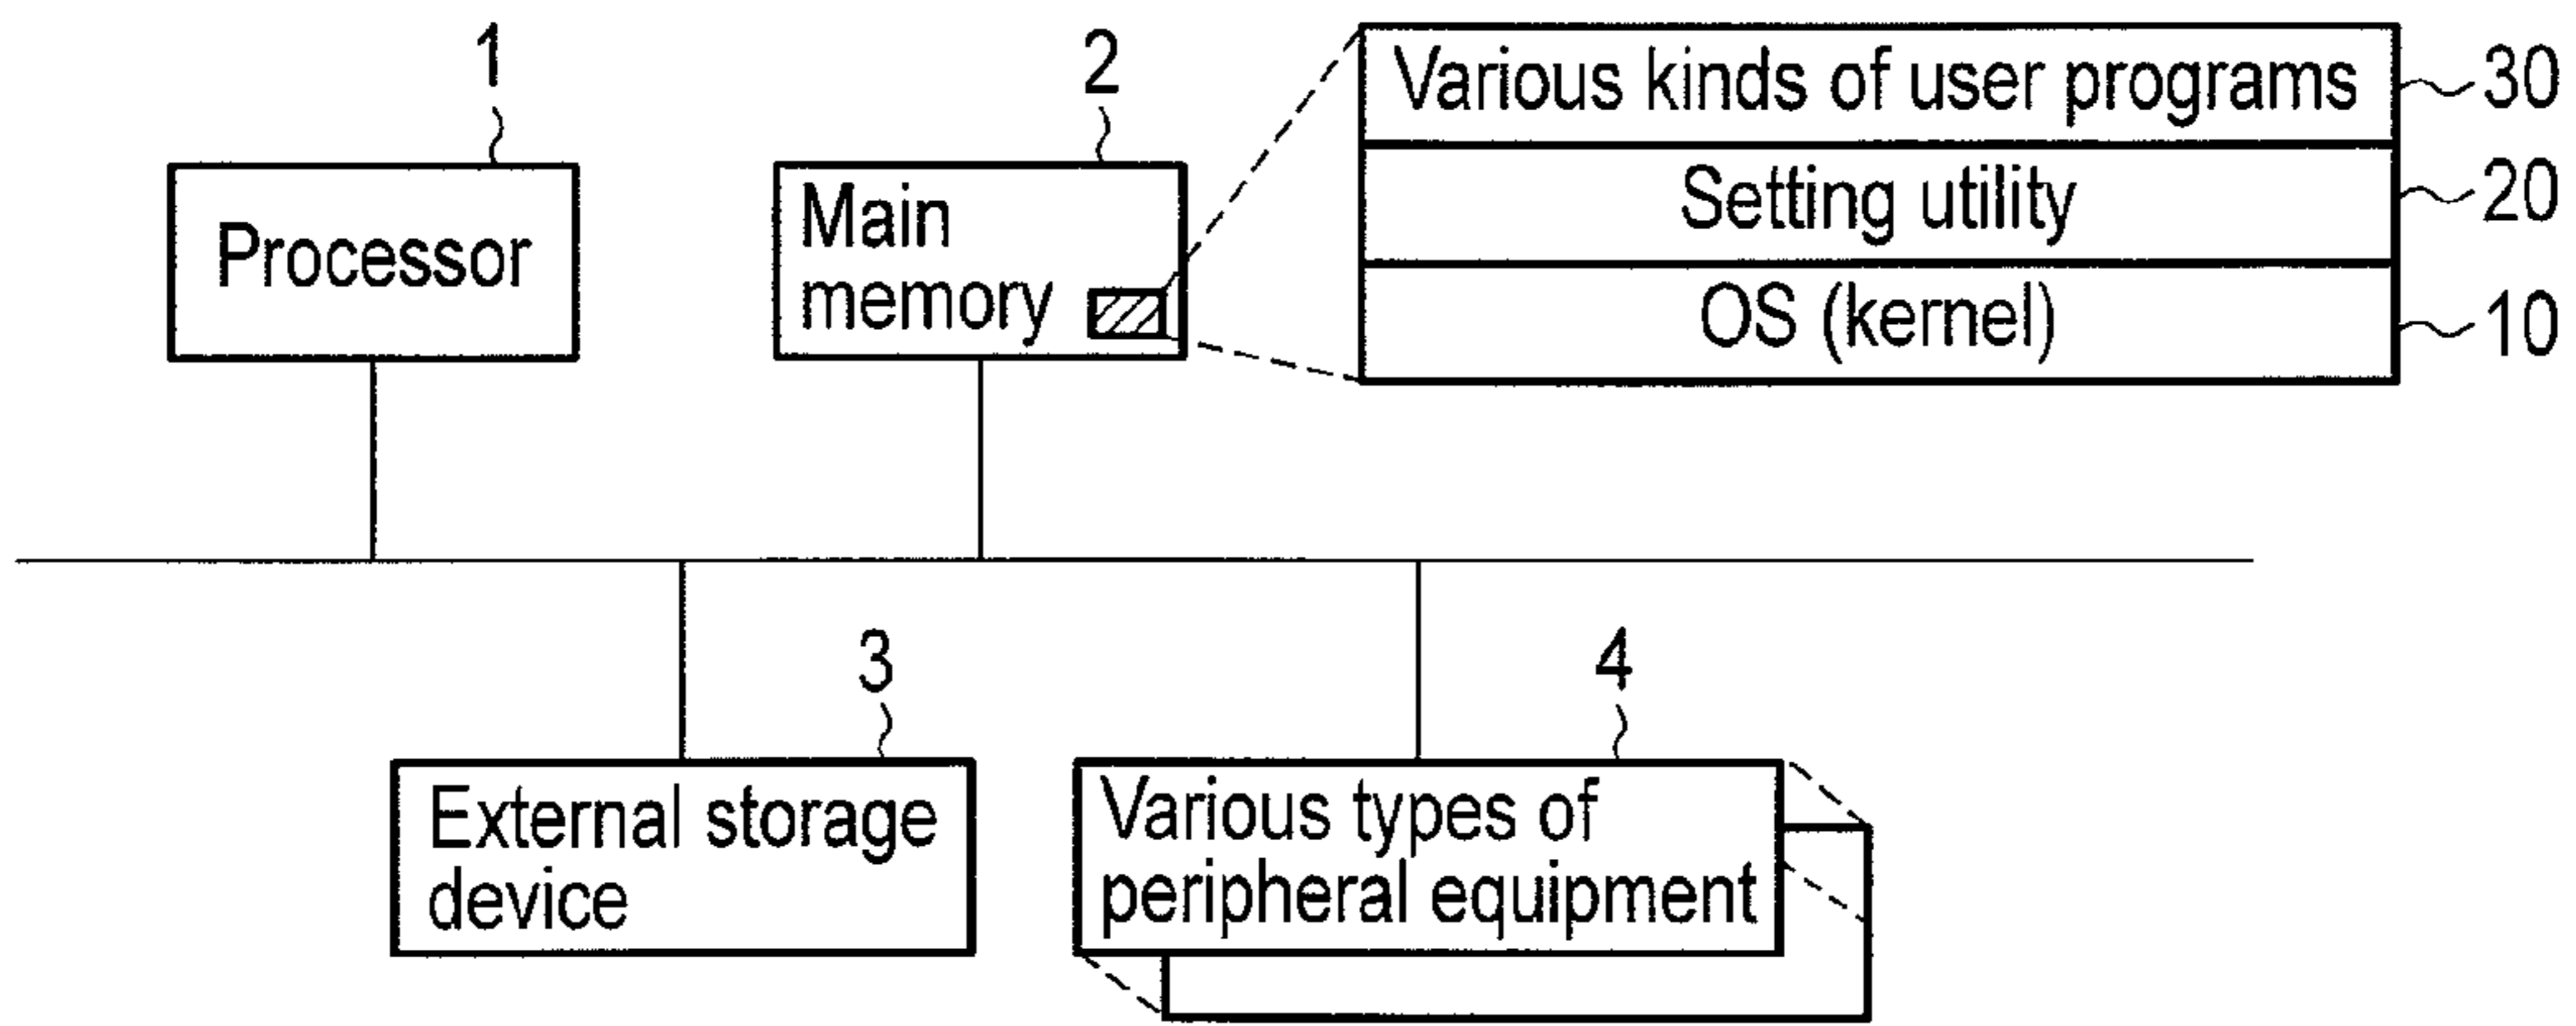 1
2
Various kinds of user programs
30
Processor
Main
memory
Setting utility
20
OS (kernel)
10
3
4
External storage
device
Various types of
peripheral equipment